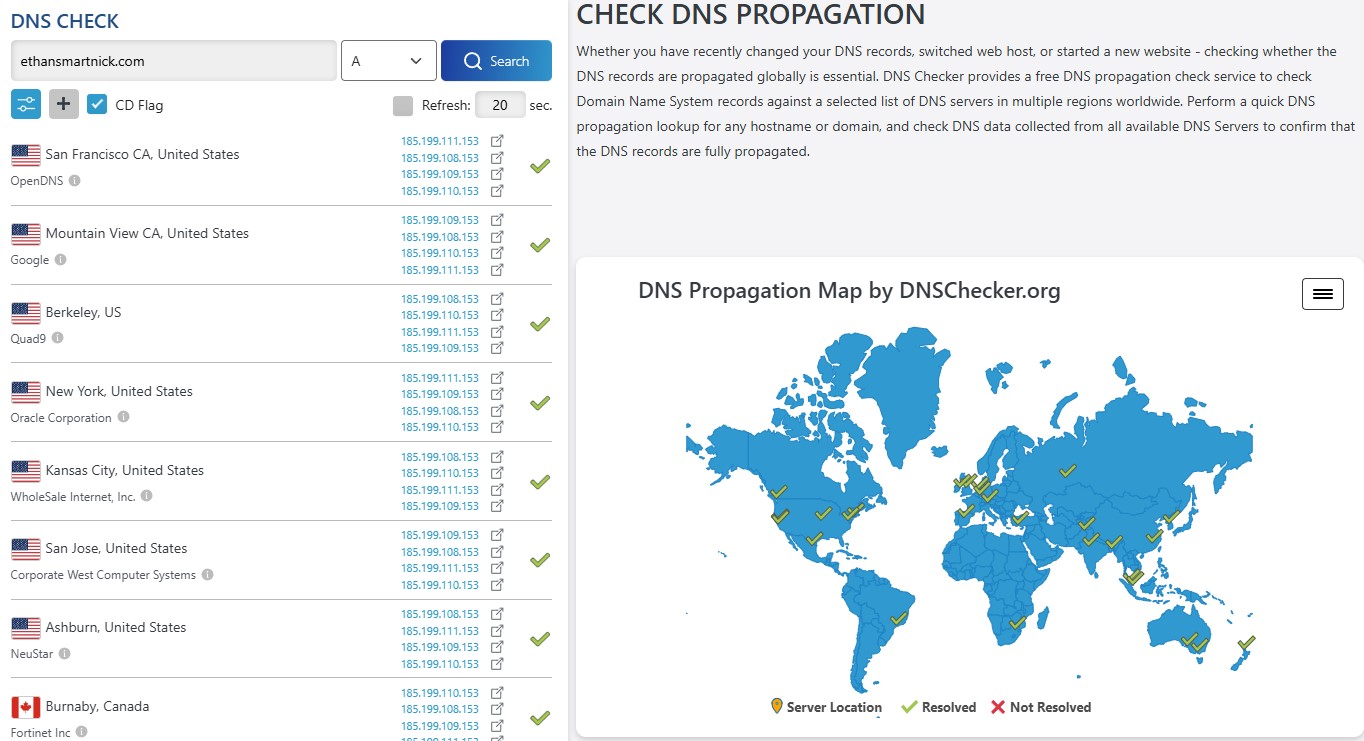 DNS CHECK
ethansmartnick.com
A
Search
CD Flag
Refresh:
20
sec.
San Francisco CA, United States
OpenDNS
185.199.111.153
185.199.108.153
185.199.109.153
185.199.110.153
Mountain View CA, United States
Google
185.199.109.153
185.199.108.153
185.199.110.153
185.199.111.153
Berkeley, US
Quad9
185.199.108.153
185.199.110.153
185.199.111.153
185.199.109.153
New York, United States
Oracle Corporation
185.199.111.153
185.199.109.153
185.199.108.153
185.199.110.153
Kansas City, United States
WholeSale Internet, Inc.
185.199.108.153
185.199.110.153
185.199.111.153
185.199.109.153
San Jose, United States
Corporate West Computer Systems
185.199.109.153
185.199.108.153
185.199.111.153
185.199.110.153
Ashburn, United States
NeuStar
185.199.108.153
185.199.111.153
185.199.109.153
185.199.110.153
Burnaby, Canada
Fortinet Inc
185.199.110.153
185.199.108.153
185.199.109.153
CHECK DNS PROPAGATION
Whether you have recently changed your DNS records, switched web host, or started a new website - checking whether the
DNS records are propagated globally is essential. DNS Checker provides a free DNS propagation check service to check
Domain Name System records against a selected list of DNS servers in multiple regions worldwide. Perform a quick DNS
propagation lookup for any hostname or domain, and check DNS data collected from all available DNS Servers to confirm that
the DNS records are fully propagated.
DNS Propagation Map by DNSChecker.org
Server Location
Resolved
Not Resolved